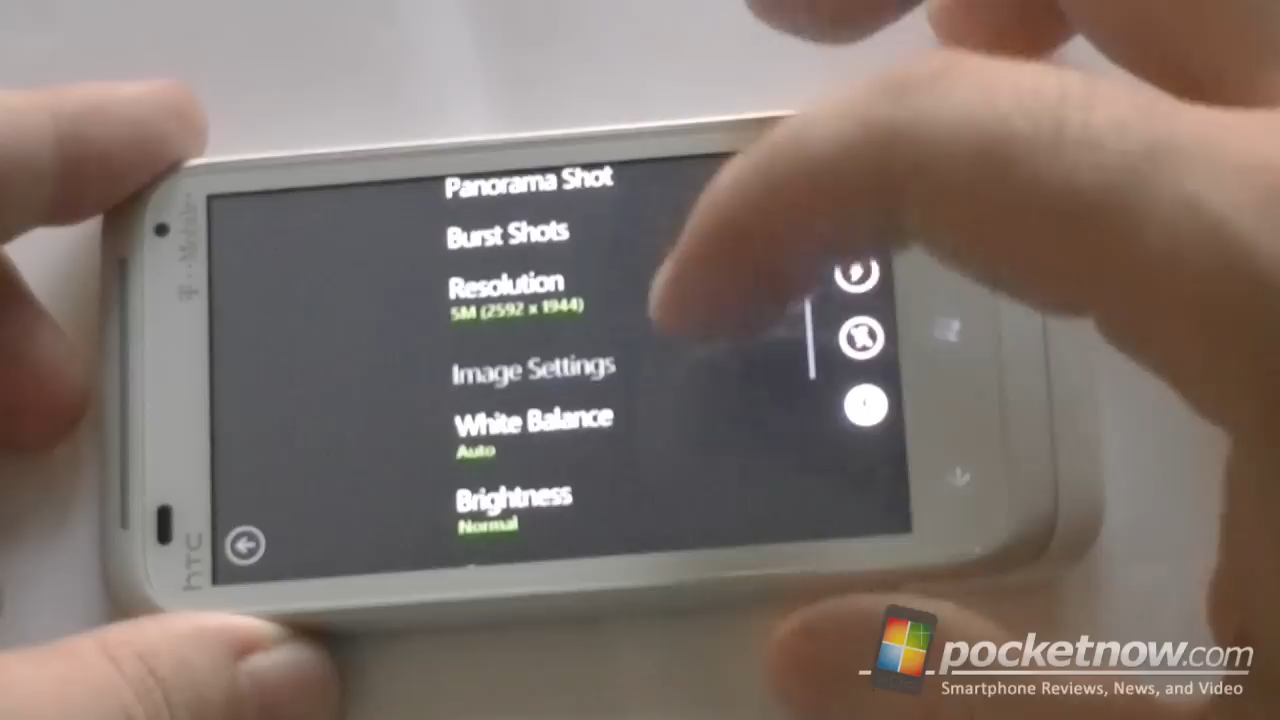 Panorama Shot
Burst Shots
Resolution
5M (2592 x 1944)
Image Settings
White Balance
Auto
Brightness
Normal
T-Mobile
hTC
pocketnow.com
Smartphone Reviews, News, and Video